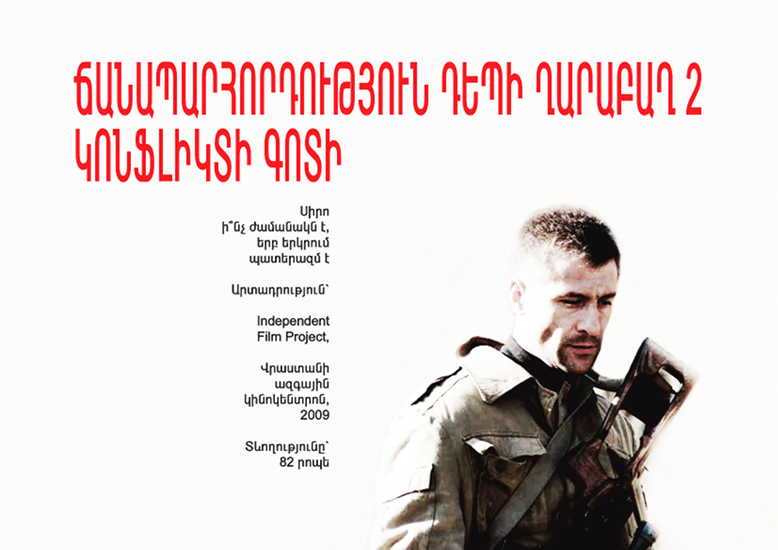 ՃԱՆԱՊԱՐՀՈՐԴՈՒԹՅՈՒՆ ԴԵՊԻ ՂԱՐԱԲԱՂ 2
ԿՈՆՖԼԻԿՏԻ ԳՈՏԻ
Սիրո
ի՞նչ ժամանակն է,
երբ երկրում
պատերազմ է
Արտադրություն՝
Independent
Film Project,
Վրաստանի
ազգային
կինոկենտրոն,
2009
Տևողությունը՝
82 րոպե